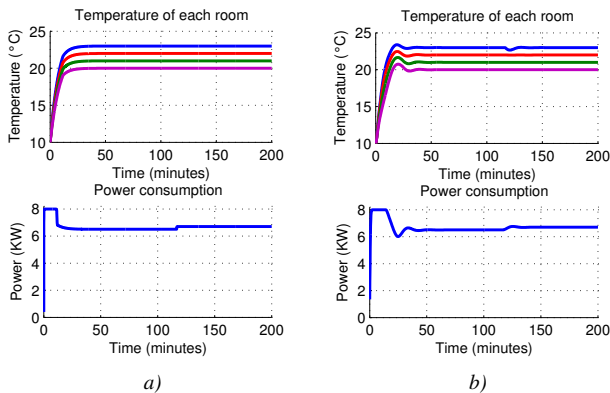 Temperature of each room
Temperature (°C)
25
20
15
10
0 50 100 150 200
Time (minutes)
Power consumption
Power (KW)
8
6
4
2
0
0 50 100 150 200
Time (minutes)
a)
Temperature of each room
Temperature (°C)
25
20
15
10
0 50 100 150 200
Time (minutes)
Power consumption
Power (KW)
8
6
4
2
0
0 50 100 150 200
Time (minutes)
b)